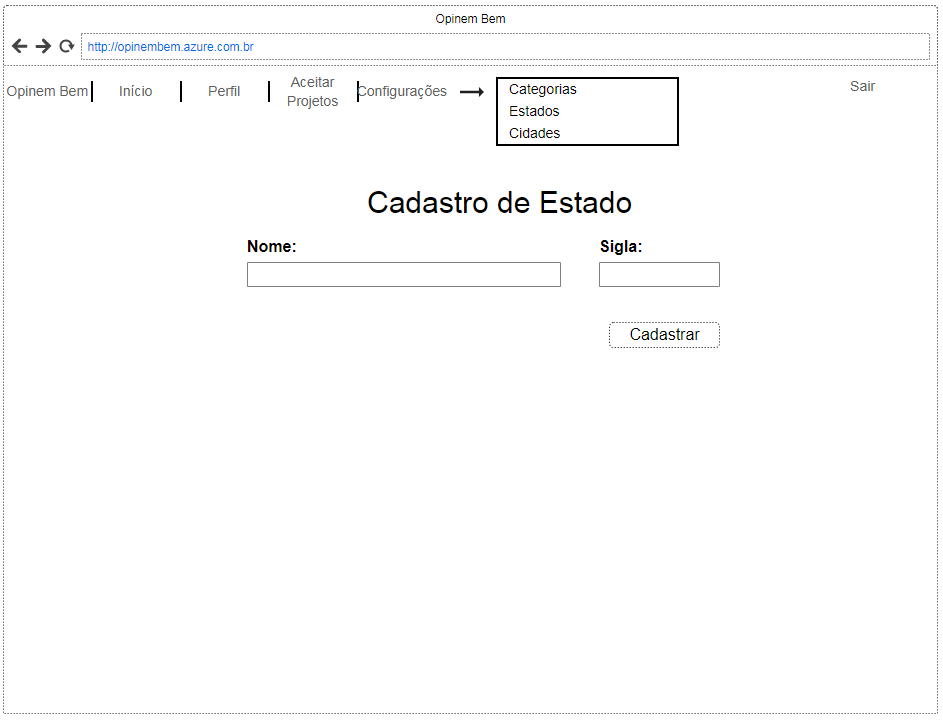 Opinem Bem
http://opinembem.azure.com.br
Opinem Bem
Início
Perfil
Aceitar
Projetos
Configurações
Categorias
Estados
Cidades
Sair
Cadastro de Estado
Nome:
Sigla:
Cadastrar